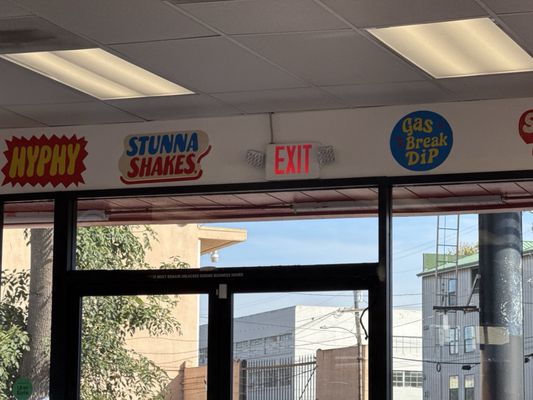 HYPHY
STUNNA
SHAKES
EXIT
Gas
Break
DiP